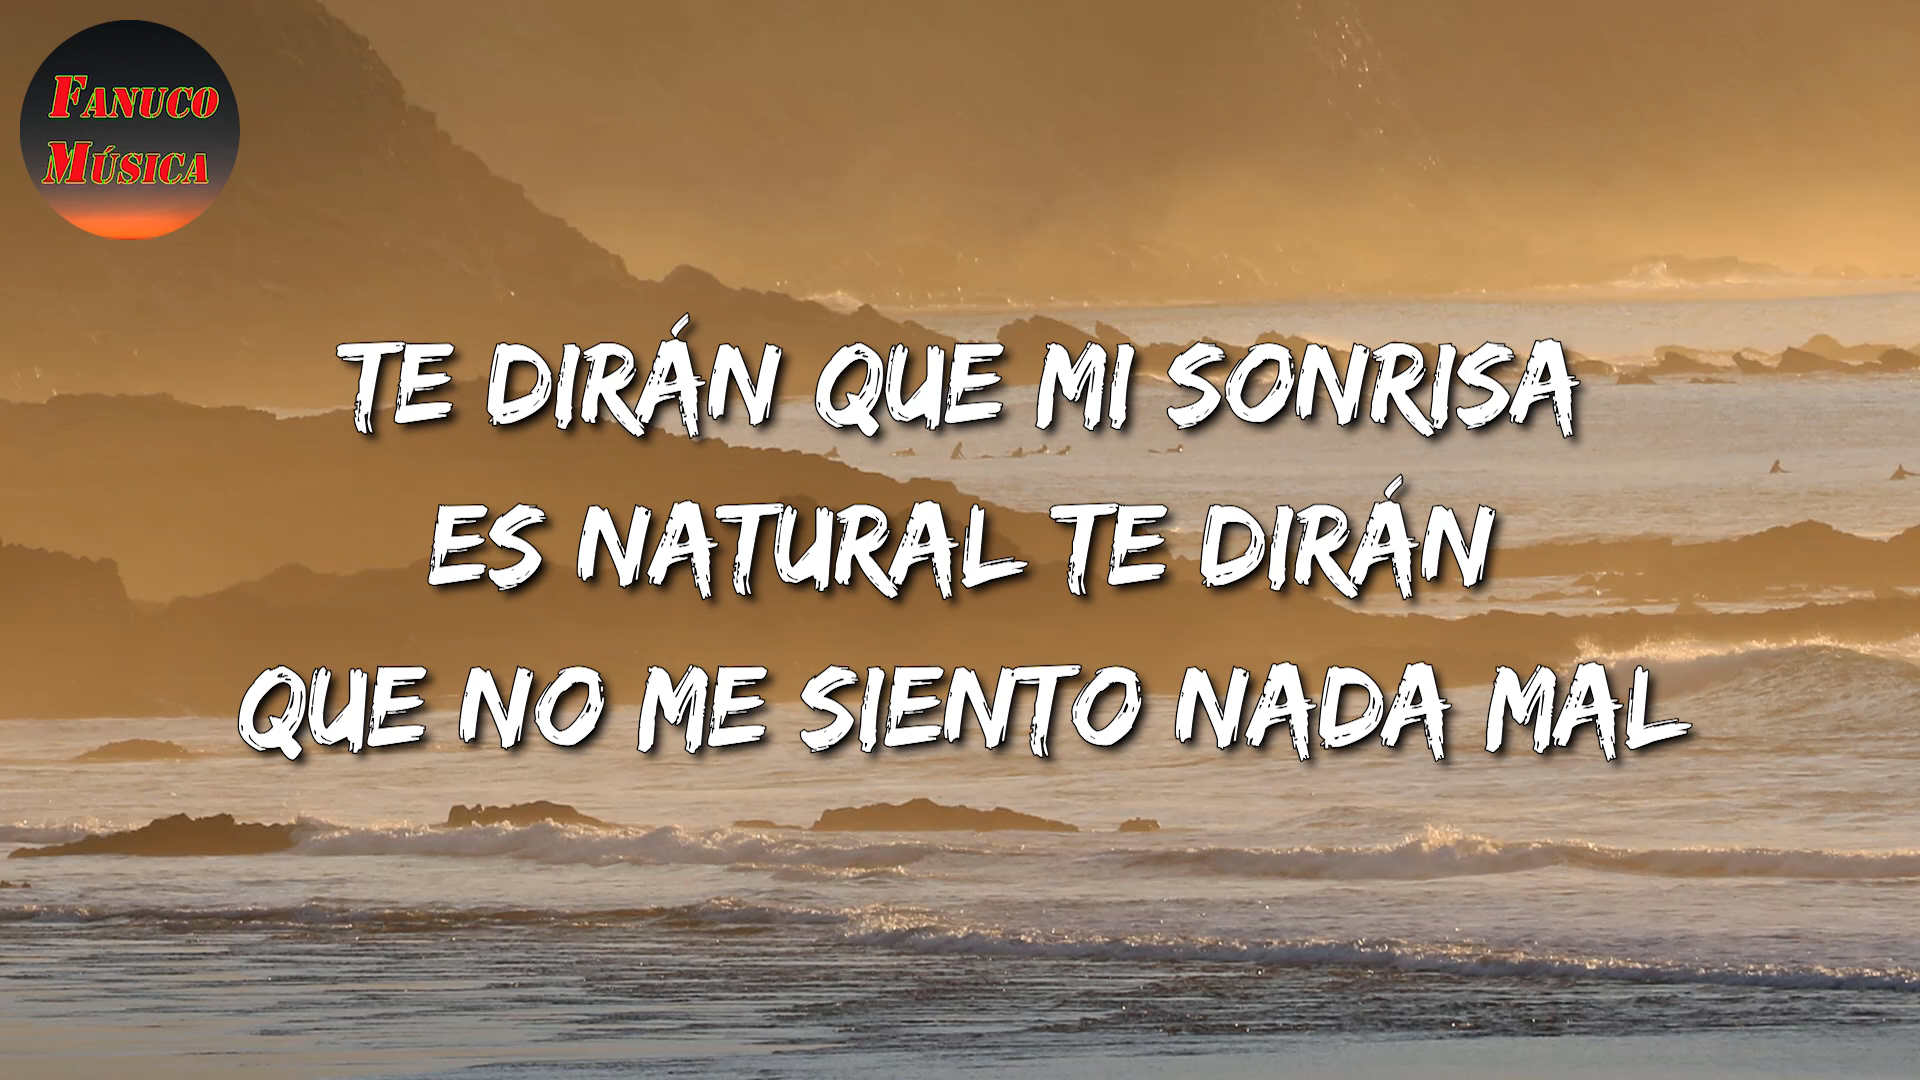 FANUCO
MÚSICA
TE DIRÁN QUE MI SONRISA
ES NATURAL TE DIRÁN
QUE NO ME SIENTO NADA MAL